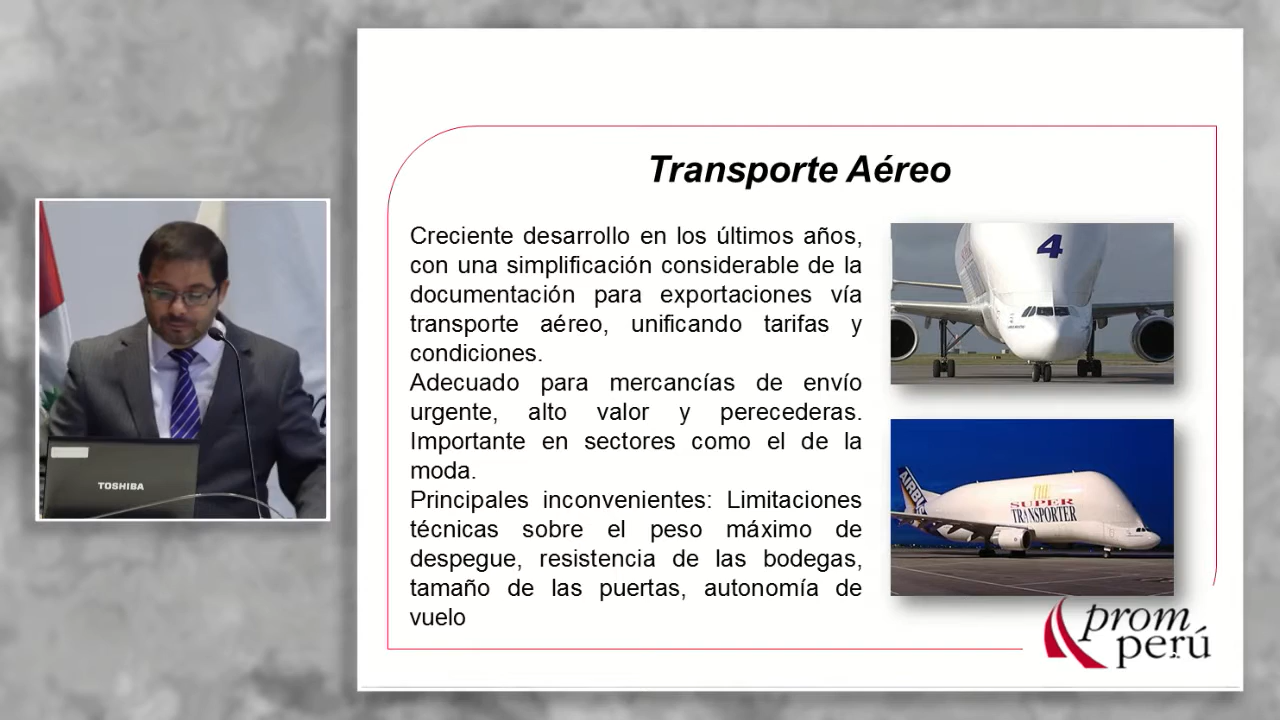 Transporte Aéreo
Creciente desarrollo en los últimos años,
con una simplificación considerable de la
documentación para exportaciones vía
transporte aéreo, unificando tarifas y
condiciones.
Adecuado para mercancías de envío
urgente, alto valor y perecederas.
Importante en sectores como el de la
moda.
Principales inconvenientes: Limitaciones
técnicas sobre el peso máximo de
despegue, resistencia de las bodegas,
tamaño de las puertas, autonomía de
vuelo
4
AIRBUS
THE
SUPER
TRANSPORTER
TOSHIBA
prom
perú